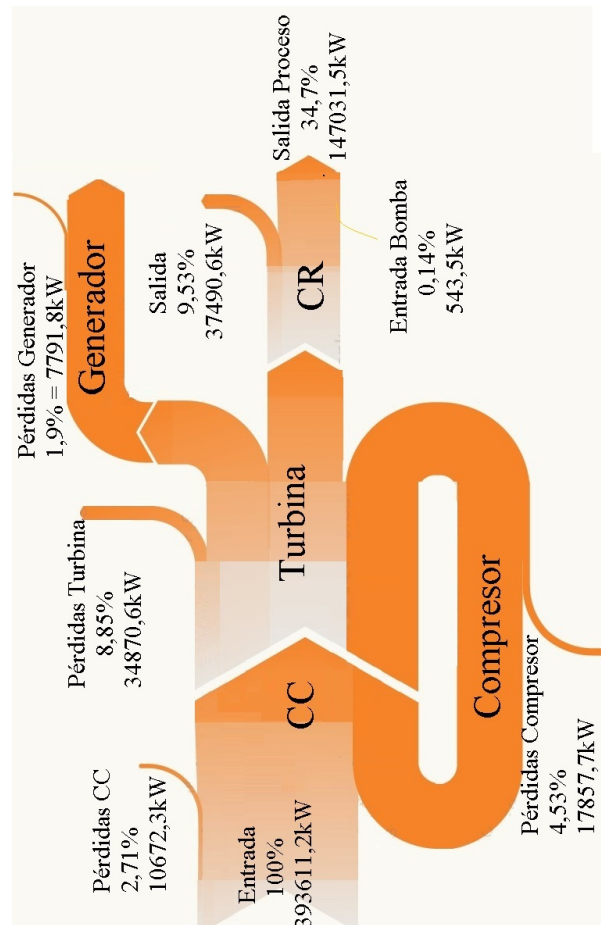 Pérdidas CC
2,71%
10672,3kW
Entrada
100%
393611,2kW
CC
Pérdidas Turbina
8,85%
34870,6kW
Turbina
Compresor
Pérdidas Compresor
4,53%
17857,7kW
Pérdidas Generador
1,9% = 7791,8kW
Generador
Salida
9,53%
37490,6kW
CR
Entrada Bomba
0,14%
543,5kW
Salida Proceso
34,7%
147031,5kW